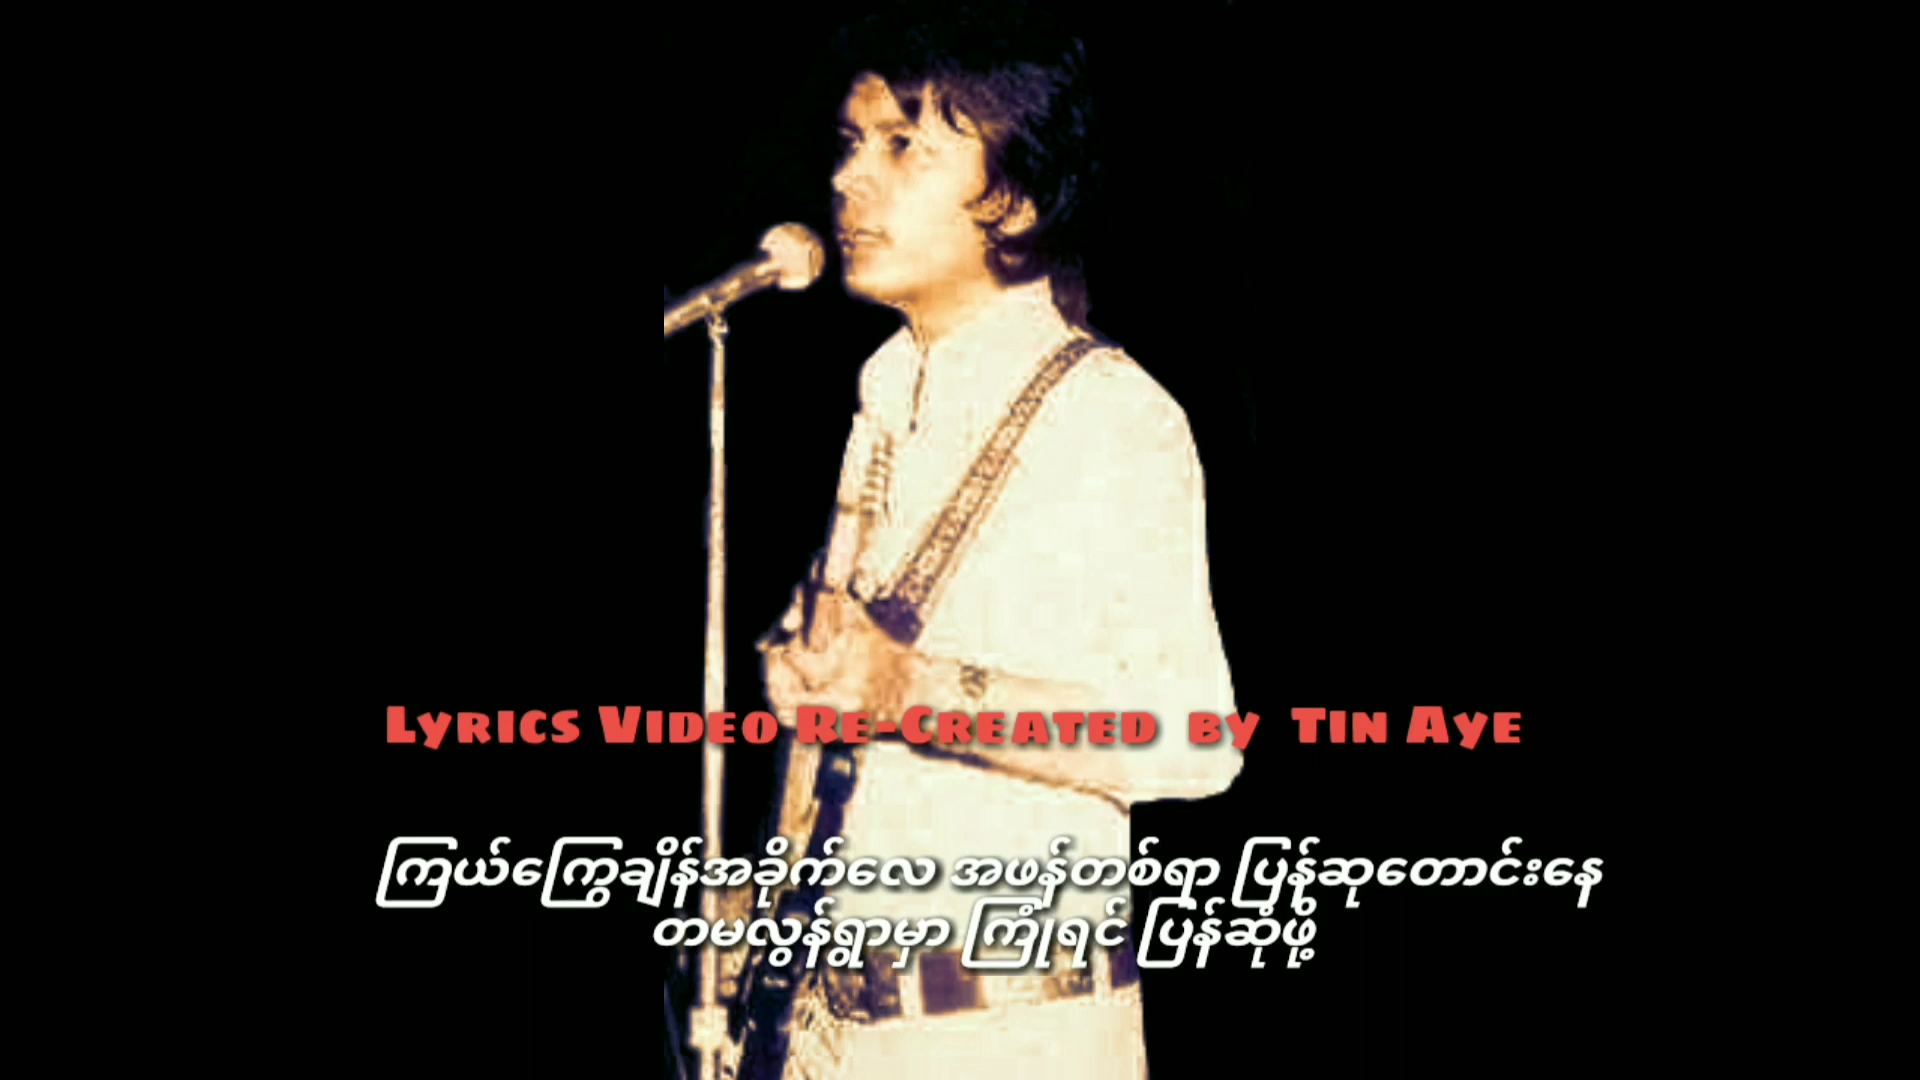 Lyrics Video Re-Created by Tin Aye
ကြယ်ကြွေချိန်အခိုက်လေ အဖန်တစ်ရာ ပြန်ဆုတောင်းနေ
တမလွန်ရွာမှာ ကြုံရင် ပြန်ဆုံဖို့